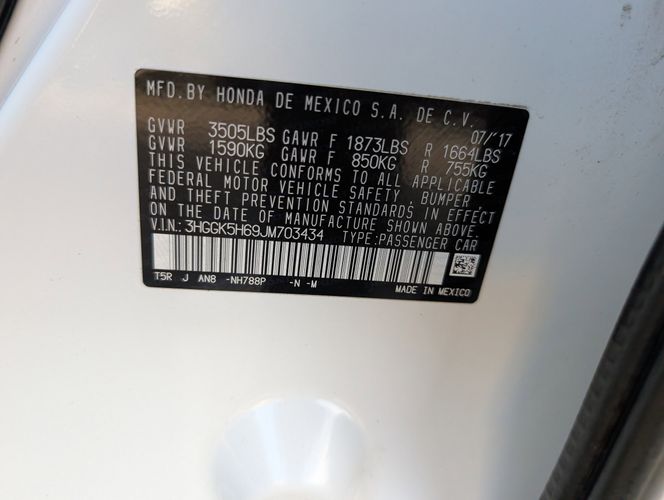 MFD.BY HONDA DE MEXICO S.A. DE C.V.
07/'17
GVWR 3505LBS GAWR F 1873LBS R 1664LBS
GVWR 1590KG GAWR F 850KG R 755KG
THIS VEHICLE CONFORMS TO ALL APPLICABLE
FEDERAL MOTOR VEHICLE SAFETY, BUMPER,
AND THEFT PREVENTION STANDARDS IN EFFECT
ON THE DATE OF MANUFACTURE SHOWN ABOVE.
V.I.N.: 3HGGK5H69JM703434 TYPE:PASSENGER CAR
T5R J AN8 -NH788P -N -M MADE IN MEXICO